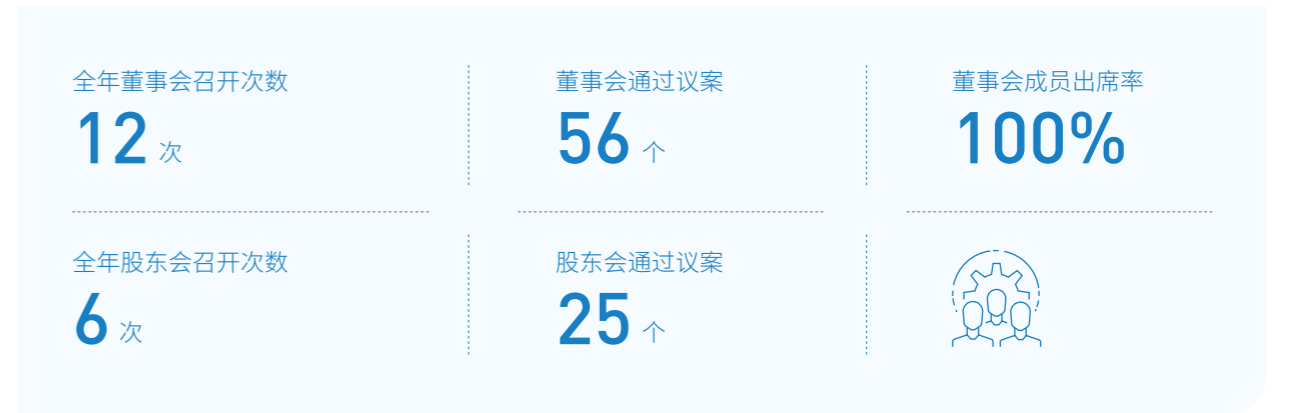 全年董事会召开次数
12 次
董事会通过议案
56 个
董事会成员出席率
100%
全年股东会召开次数
6 次
股东会通过议案
25 个